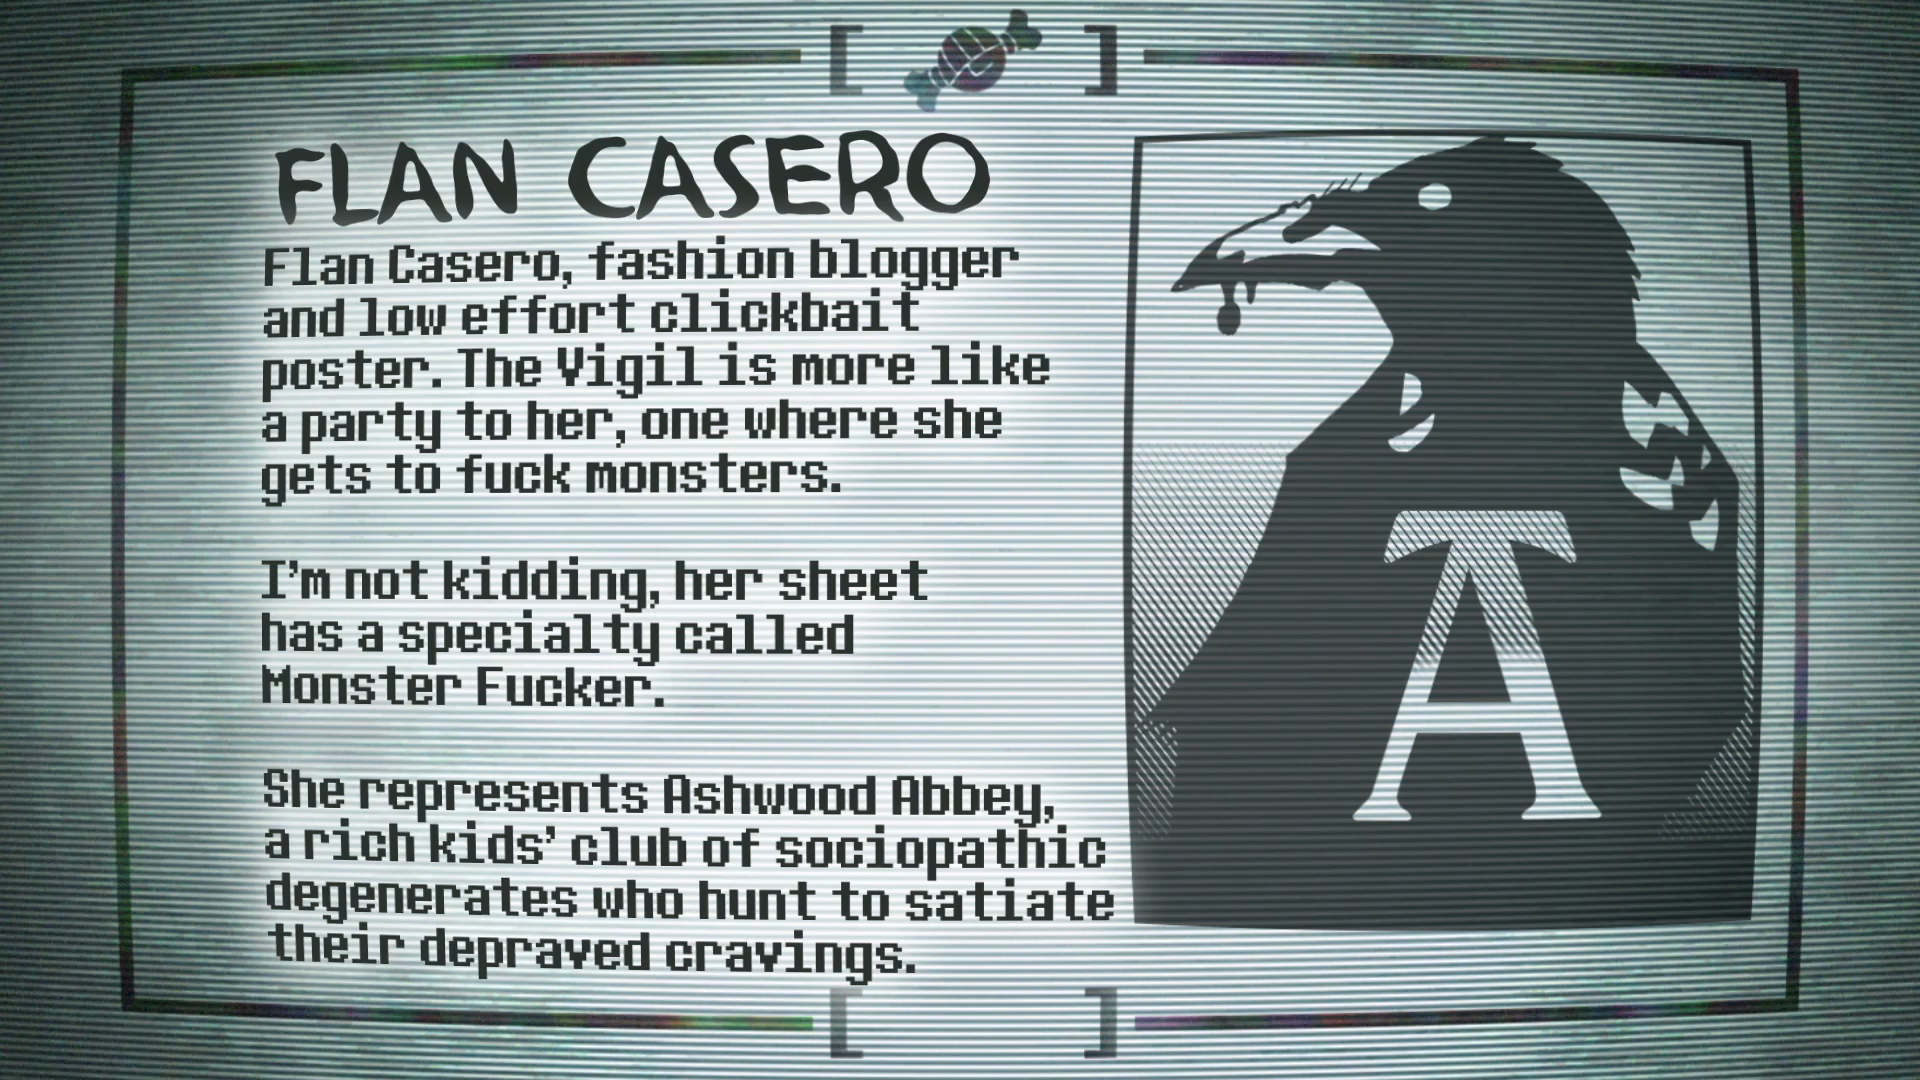 FLAN CASERO
Flan Casero, fashion blogger
and low effort clickbait
poster. The Vigil is more like
a party to her, one where she
gets to fuck monsters.
I'm not kidding, her sheet
has a specialty called
Monster Fucker.
She represents Ashwood Abbey,
a rich kids' club of sociopathic
degenerates who hunt to satiate
their depraved cravings.
A